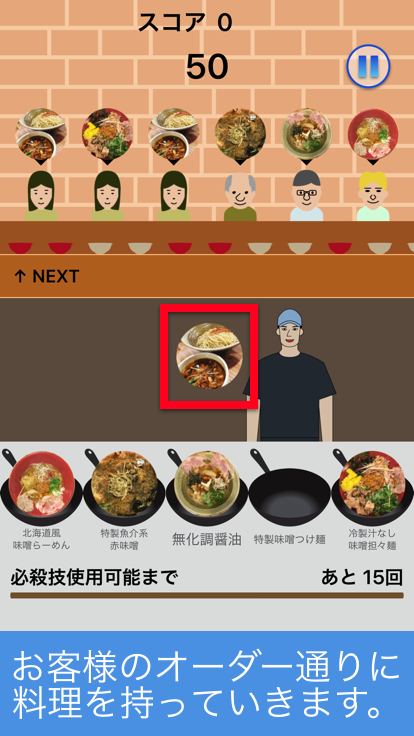 スコア 0
50
↑ NEXT
北海道風
味噌らーめん
特製魚介系
赤味噌
無化調醤油
特製味噌つけ麺
冷製汁なし
味噌担々麺
必殺技使用可能まで あと 15回
お客様のオーダー通りに
料理を持っていきます。